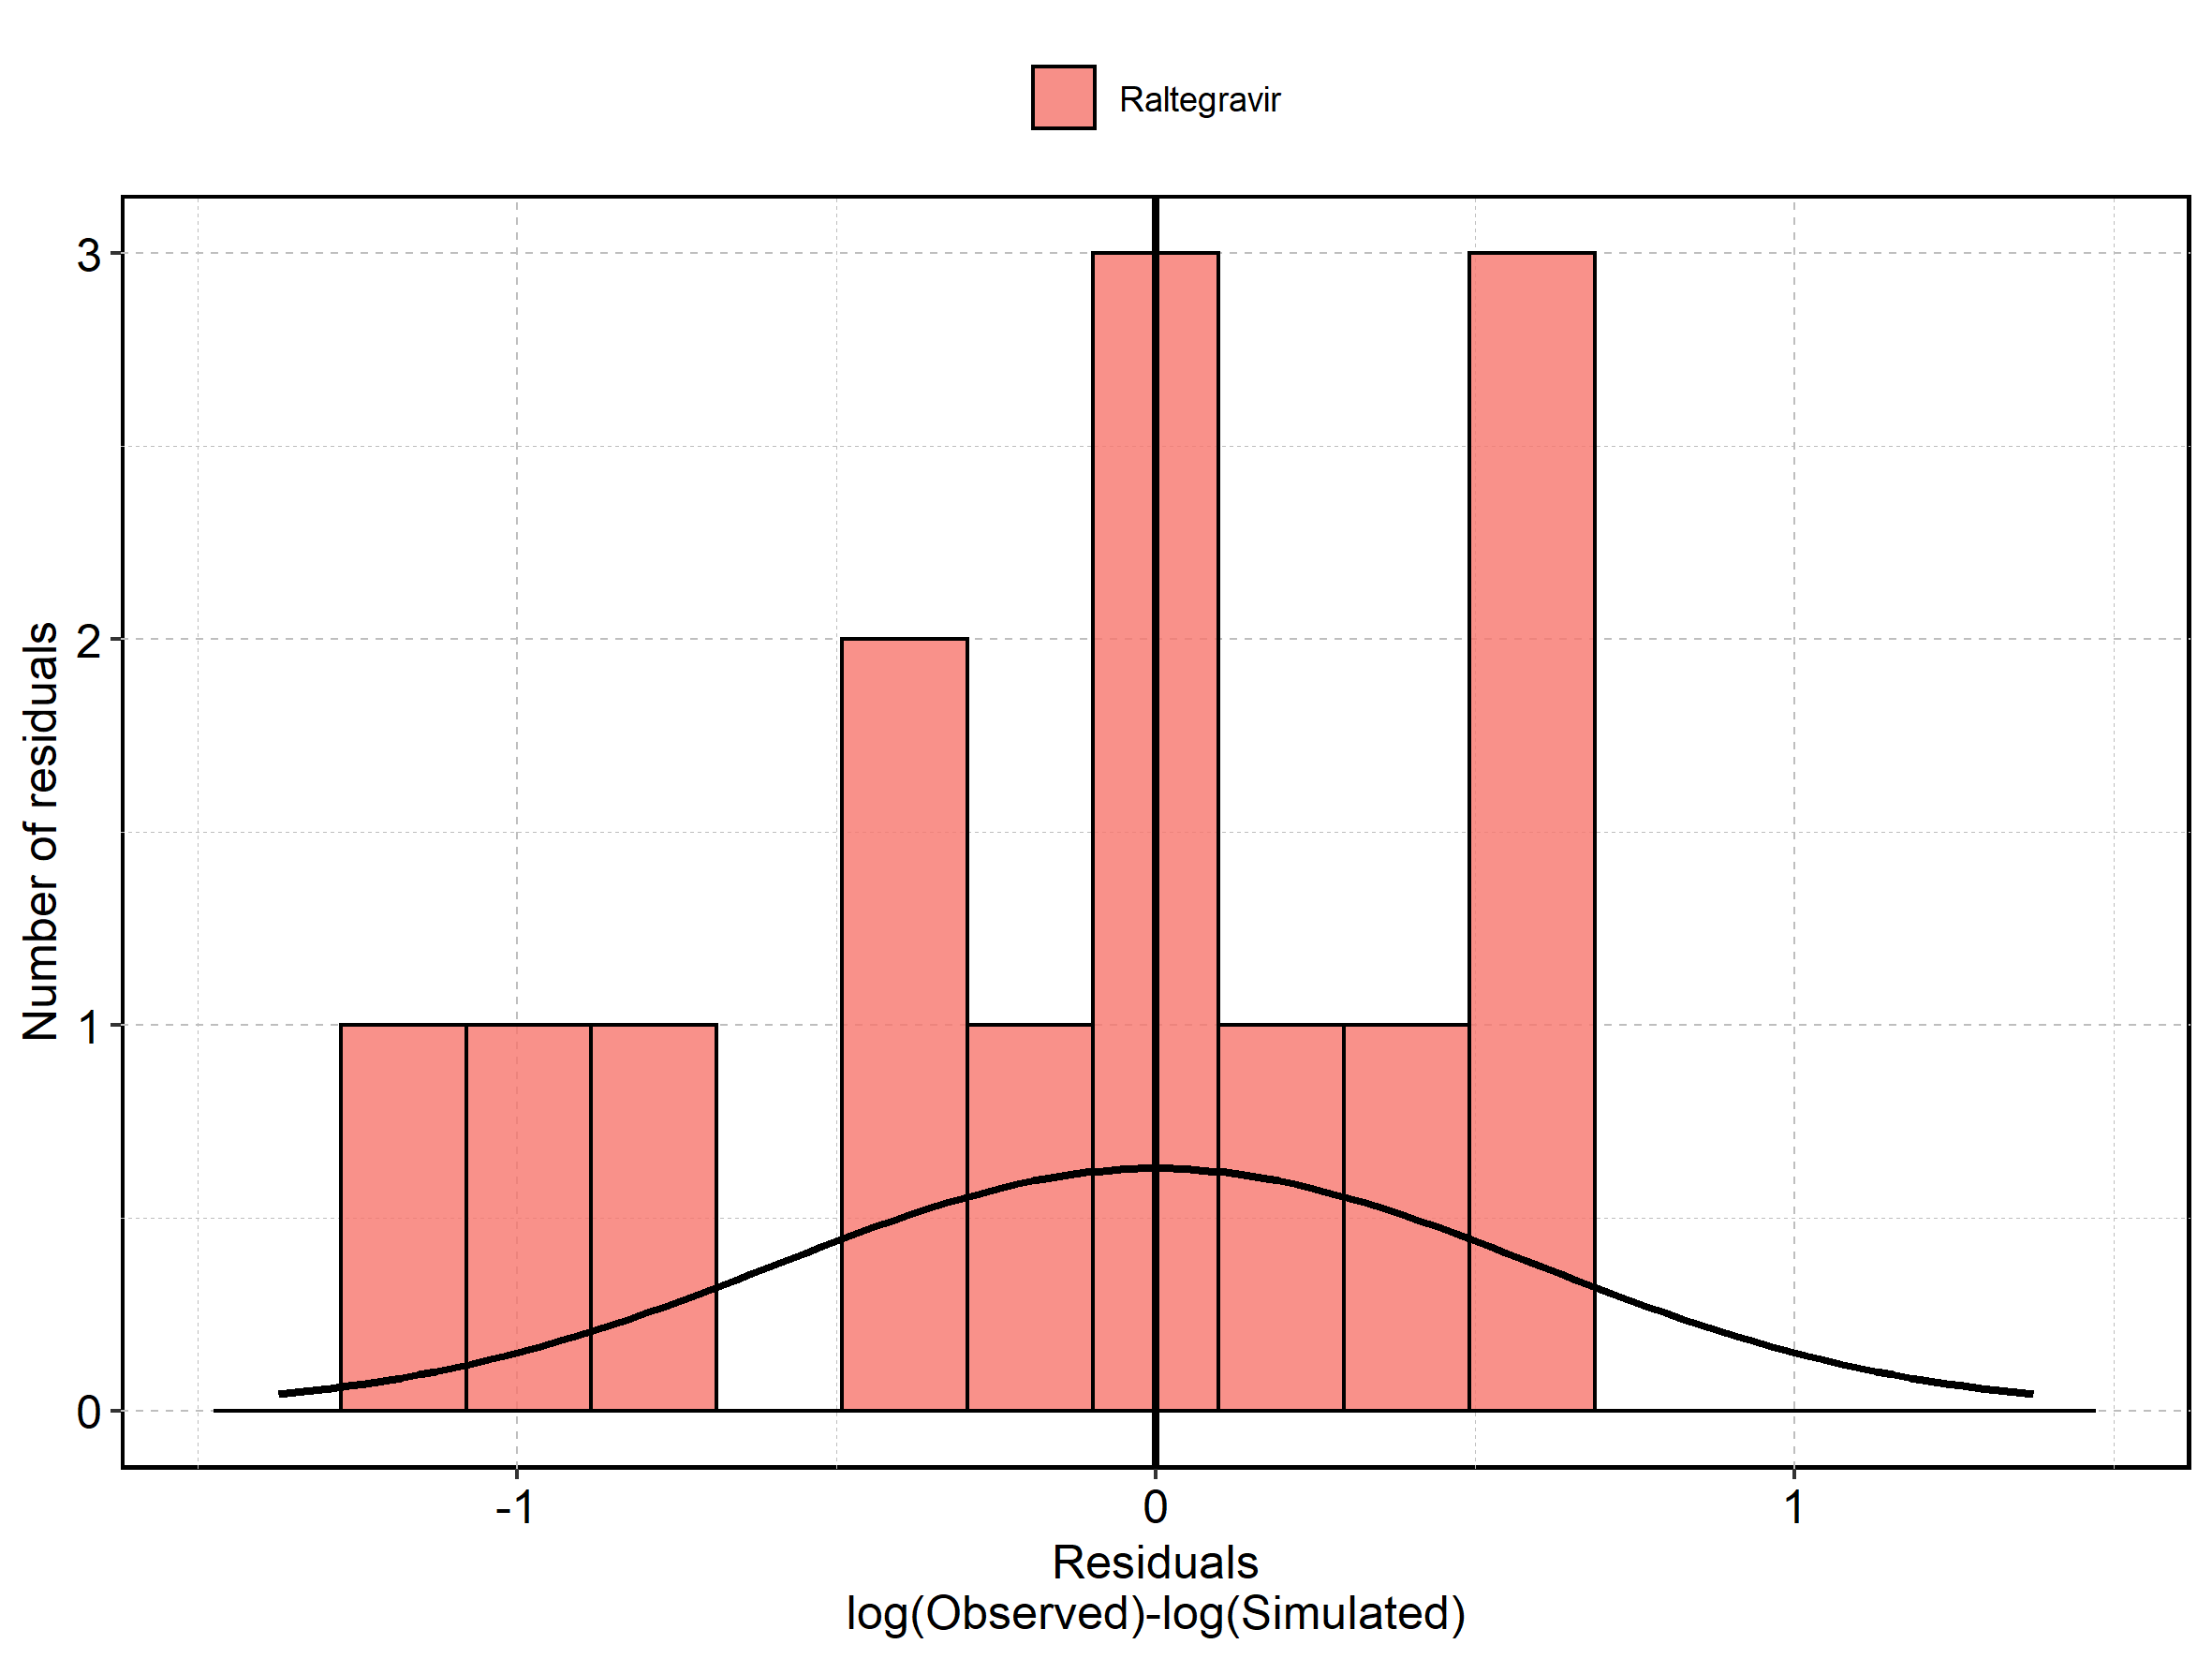 Raltegravir
3
2
1
0
Number of residuals
-1
0
1
Residuals
log(Observed)-log(Simulated)